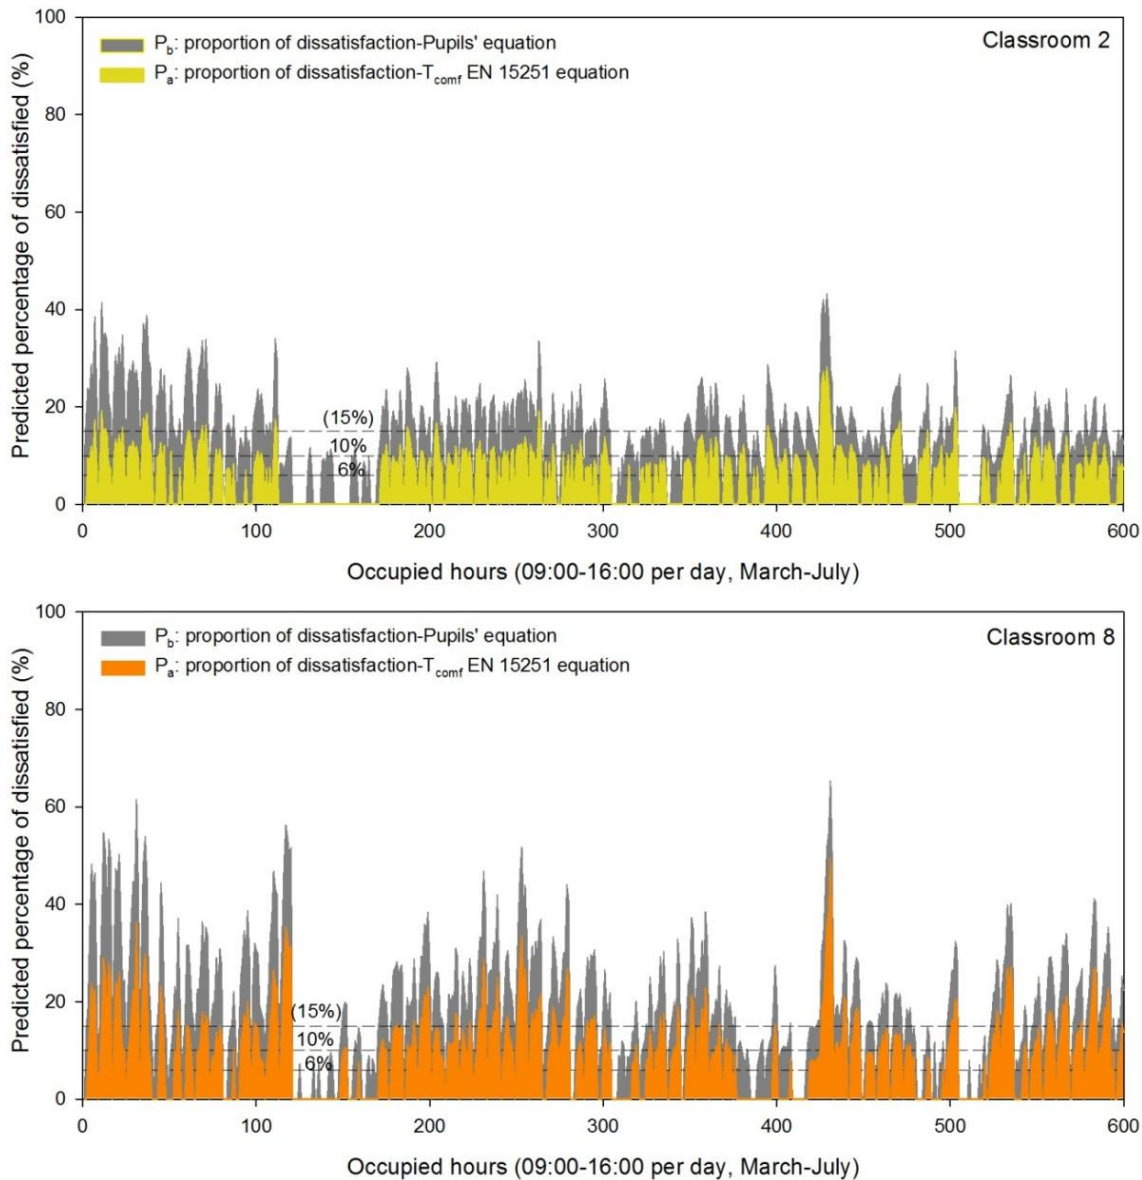 100
80
60
40
20
0
Predicted percentage of dissatisfied (%)
Classroom 2
Pb: proportion of dissatisfaction-Pupils' equation
Pa: proportion of dissatisfaction-Tcomf EN 15251 equation
(15%)
10%
6%
0 100 200 300 400 500 600
Occupied hours (09:00-16:00 per day, March-July)
100
80
60
40
20
0
Predicted percentage of dissatisfied (%)
Classroom 8
Pb: proportion of dissatisfaction-Pupils' equation
Pa: proportion of dissatisfaction-Tcomf EN 15251 equation
(15%)
10%
6%
0 100 200 300 400 500 600
Occupied hours (09:00-16:00 per day, March-July)